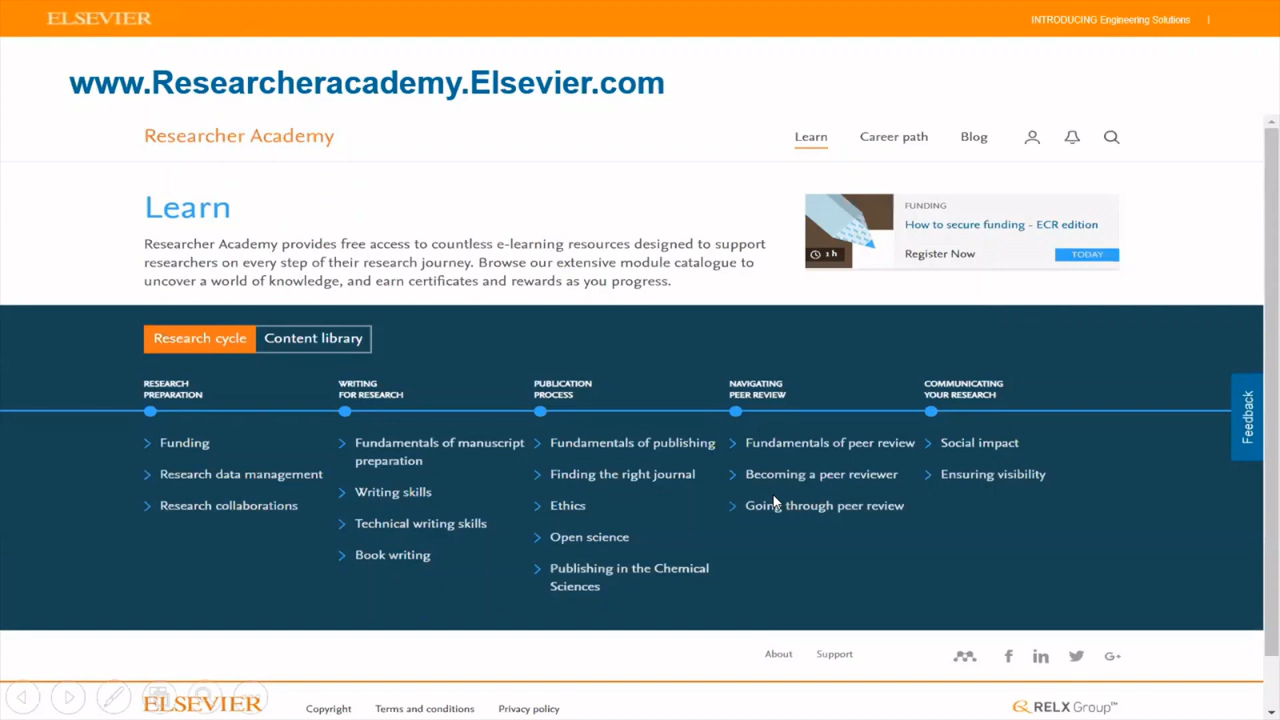 ELSEVIER
INTRODUCING Engineering Solutions |
www.Researcheracademy.Elsevier.com
Researcher Academy
Learn
Career path
Blog
Learn
Researcher Academy provides free access to countless e-learning resources designed to support
researchers on every step of their research journey. Browse our extensive module catalogue to
uncover a world of knowledge, and earn certificates and rewards as you progress.
FUNDING
How to secure funding - ECR edition
1 h
Register Now
TODAY
Research cycle
Content library
RESEARCH
PREPARATION
Funding
Research data management
Research collaborations
WRITING
FOR RESEARCH
Fundamentals of manuscript
preparation
Writing skills
Technical writing skills
Book writing
PUBLICATION
PROCESS
Fundamentals of publishing
Finding the right journal
Ethics
Open science
Publishing in the Chemical
Sciences
NAVIGATING
PEER REVIEW
Fundamentals of peer review
Becoming a peer reviewer
Going through peer review
COMMUNICATING
YOUR RESEARCH
Social impact
Ensuring visibility
Feedback
About
Support
f
in
G+
ELSEVIER
Copyright
Terms and conditions
Privacy policy
RELX Group™